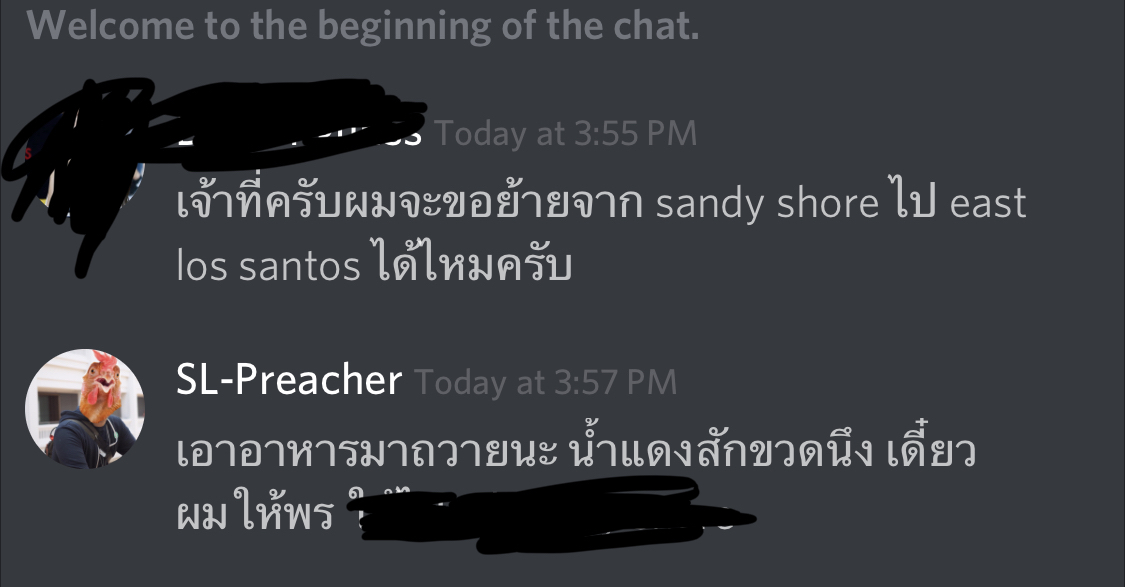 Welcome to the beginning of the chat.
Today at 3:55 PM
เจ้าที่ครับผมจะขอย้ายจาก sandy shore ไป east
los santos ได้ไหมครับ
SL-Preacher Today at 3:57 PM
เอาอาหารมาถวายนะ น้ำแดงสักขวดนึง เดี๋ยว
ผม ให้พร